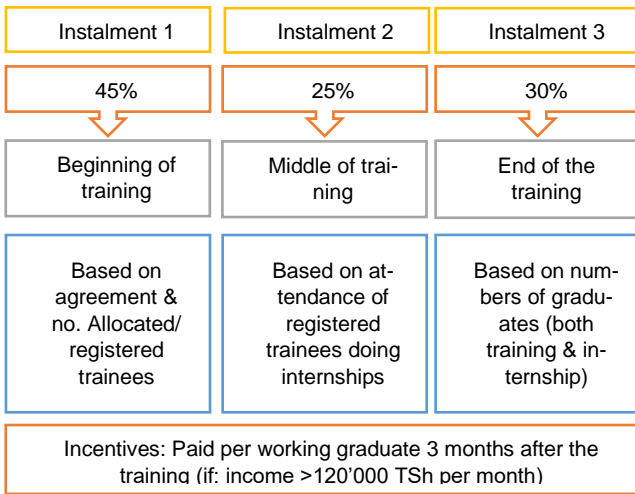 Instalment 1
Instalment 2
Instalment 3
45%
25%
30%
Beginning of
training
Middle of trai-
ning
End of the
training
Based on
agreement &
no. Allocated/
registered
trainees
Based on at-
tendance of
registered
trainees doing
internships
Based on num-
bers of gradu-
ates (both
training & in-
ternship)
Incentives: Paid per working graduate 3 months after the
training (if: income >120'000 TSh per month)